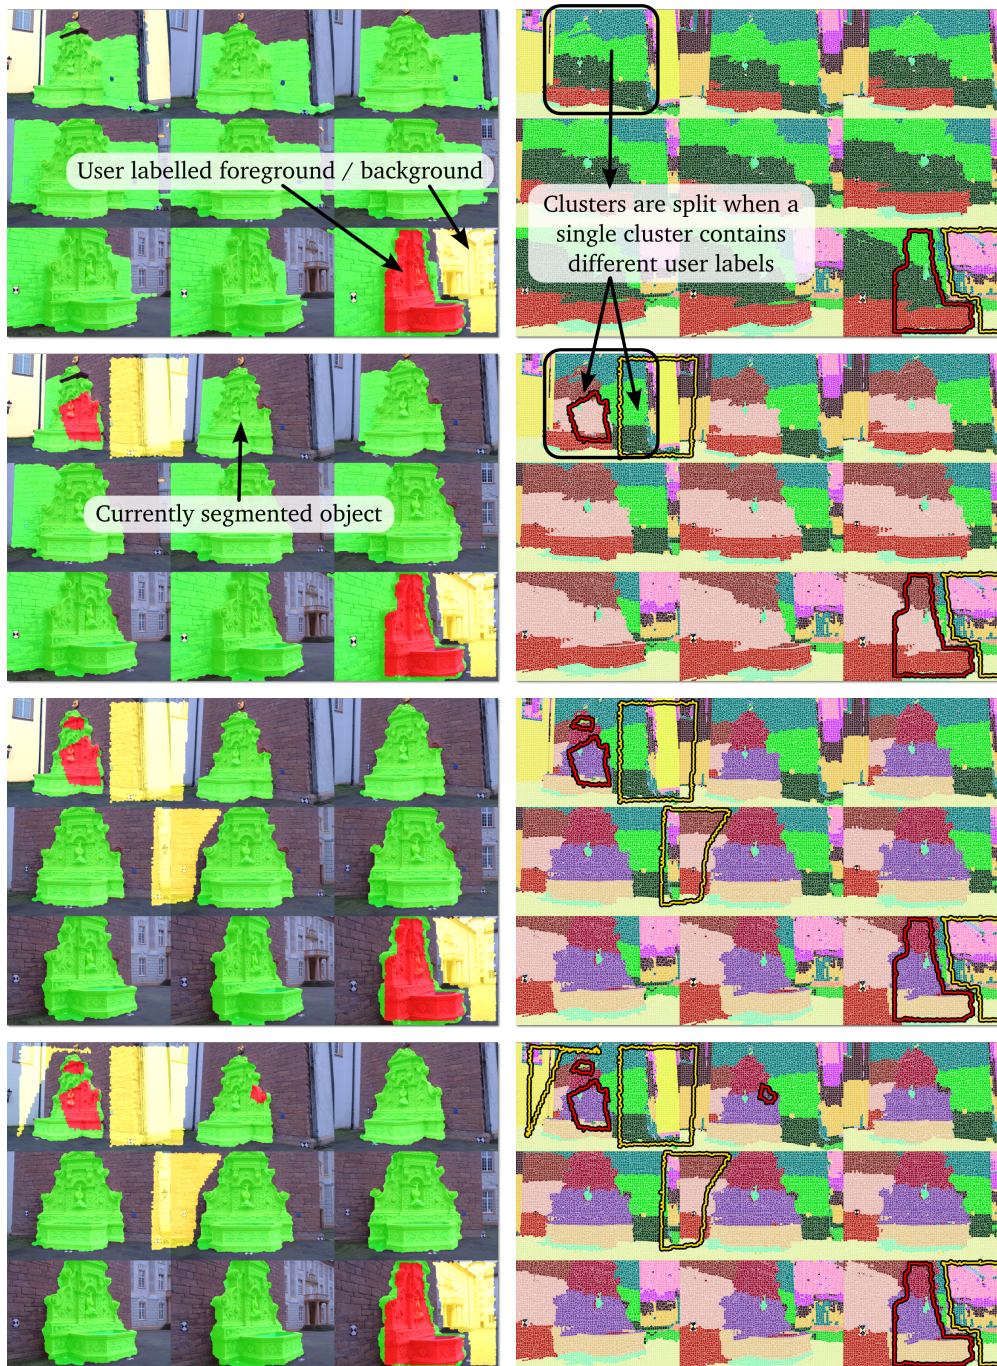 User labelled foreground / background
Clusters are split when a
single cluster contains
different user labels
Currently segmented object